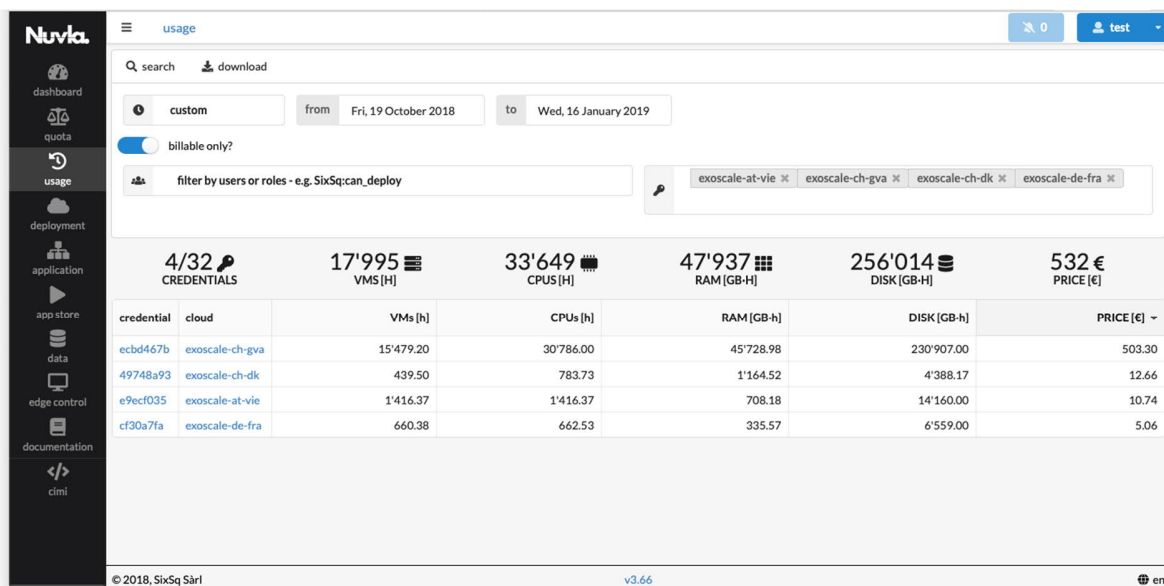 Nuvla.
usage
0
test
dashboard
quota
usage
deployment
application
app store
data
edge control
documentation
cimi
search download
custom from Fri, 19 October 2018 to Wed, 16 January 2019
billable only?
filter by users or roles - e.g. SixSq:can_deploy exoscale-at-vie exoscale-ch-gva exoscale-ch-dk exoscale-de-fra
4/32 17'995 33'649 47'937 256'014 532 €
CREDENTIALS VMS [H] CPUS [H] RAM [GB·H] DISK [GB·H] PRICE [€]
credential cloud VMs [h] CPUs [h] RAM [GB·h] DISK [GB·h] PRICE [€]
ecbd467b exoscale-ch-gva 15'479.20 30'786.00 45'728.98 230'907.00 503.30
49748a93 exoscale-ch-dk 439.50 783.73 1'164.52 4'388.17 12.66
e9ecf035 exoscale-at-vie 1'416.37 1'416.37 708.18 14'160.00 10.74
cf30a7fa exoscale-de-fra 660.38 662.53 335.57 6'559.00 5.06
© 2018, SixSq Sàrl v3.66 en